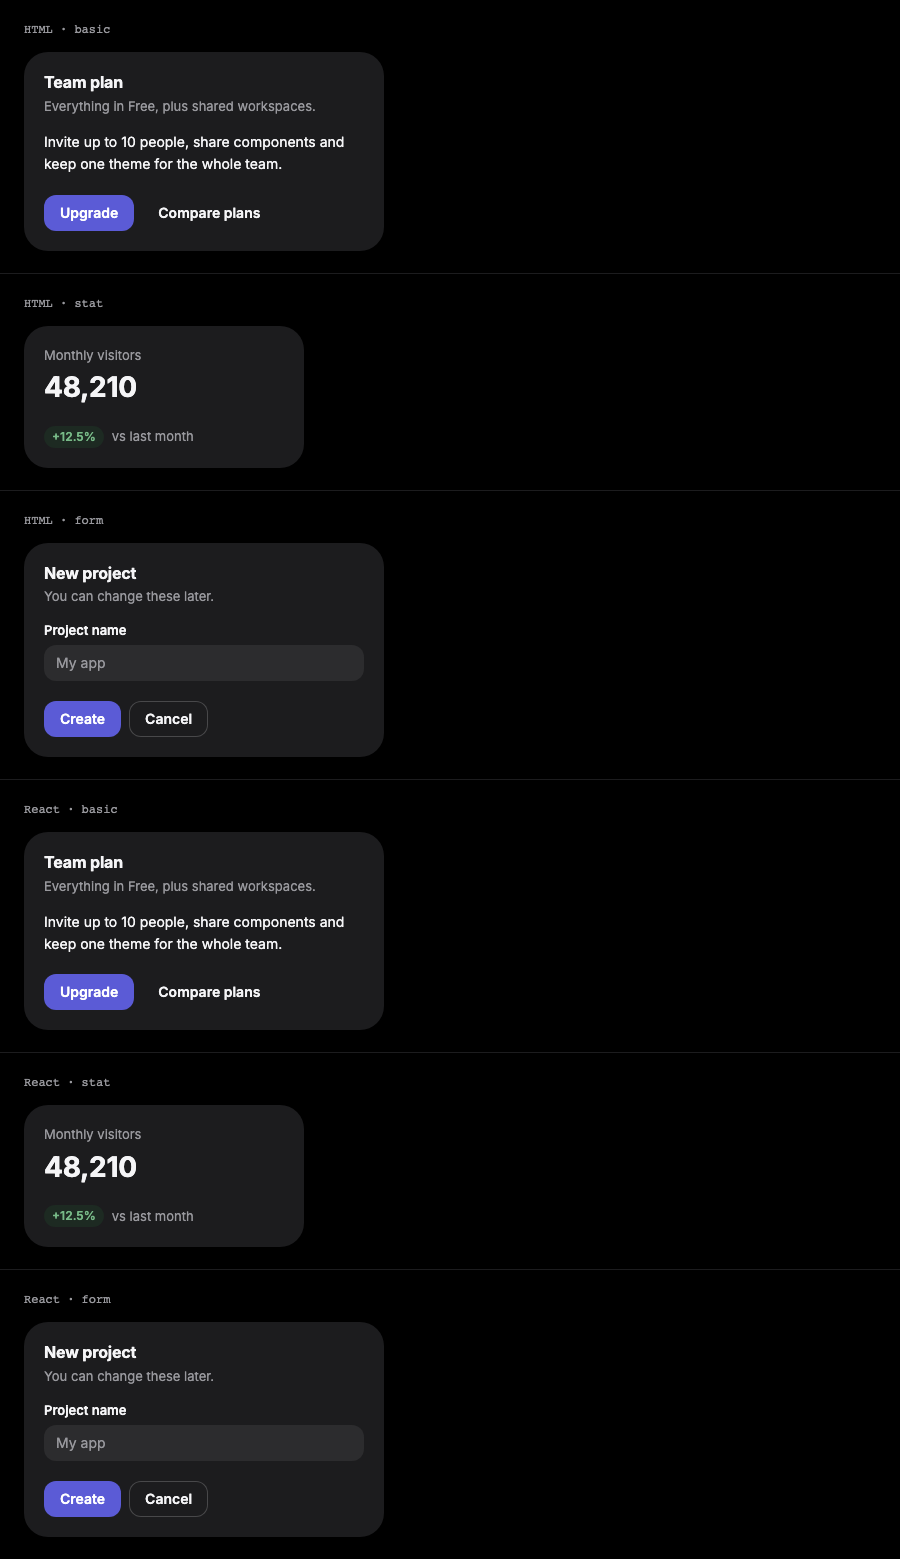 HTML · basic
Team plan
Everything in Free, plus shared workspaces.
Invite up to 10 people, share components and
keep one theme for the whole team.
Upgrade Compare plans
HTML · stat
Monthly visitors
48,210
+12.5% vs last month
HTML · form
New project
You can change these later.
Project name
My app
Create Cancel
React · basic
Team plan
Everything in Free, plus shared workspaces.
Invite up to 10 people, share components and
keep one theme for the whole team.
Upgrade Compare plans
React · stat
Monthly visitors
48,210
+12.5% vs last month
React · form
New project
You can change these later.
Project name
My app
Create Cancel